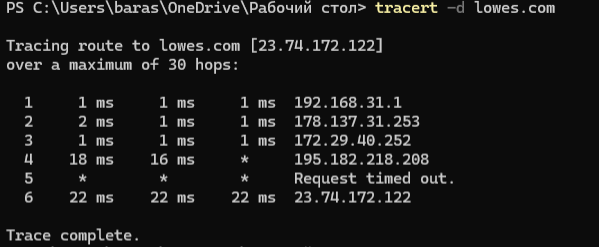 PS C:\Users\baras\OneDrive\Рабочий стол> tracert -d lowes.com
Tracing route to lowes.com [23.74.172.122]
over a maximum of 30 hops:
1 1 ms 1 ms 1 ms 192.168.31.1
2 2 ms 1 ms 1 ms 178.137.31.253
3 1 ms 1 ms 1 ms 172.29.40.252
4 18 ms 16 ms * 195.182.218.208
5 * * * Request timed out.
6 22 ms 22 ms 22 ms 23.74.172.122
Trace complete.